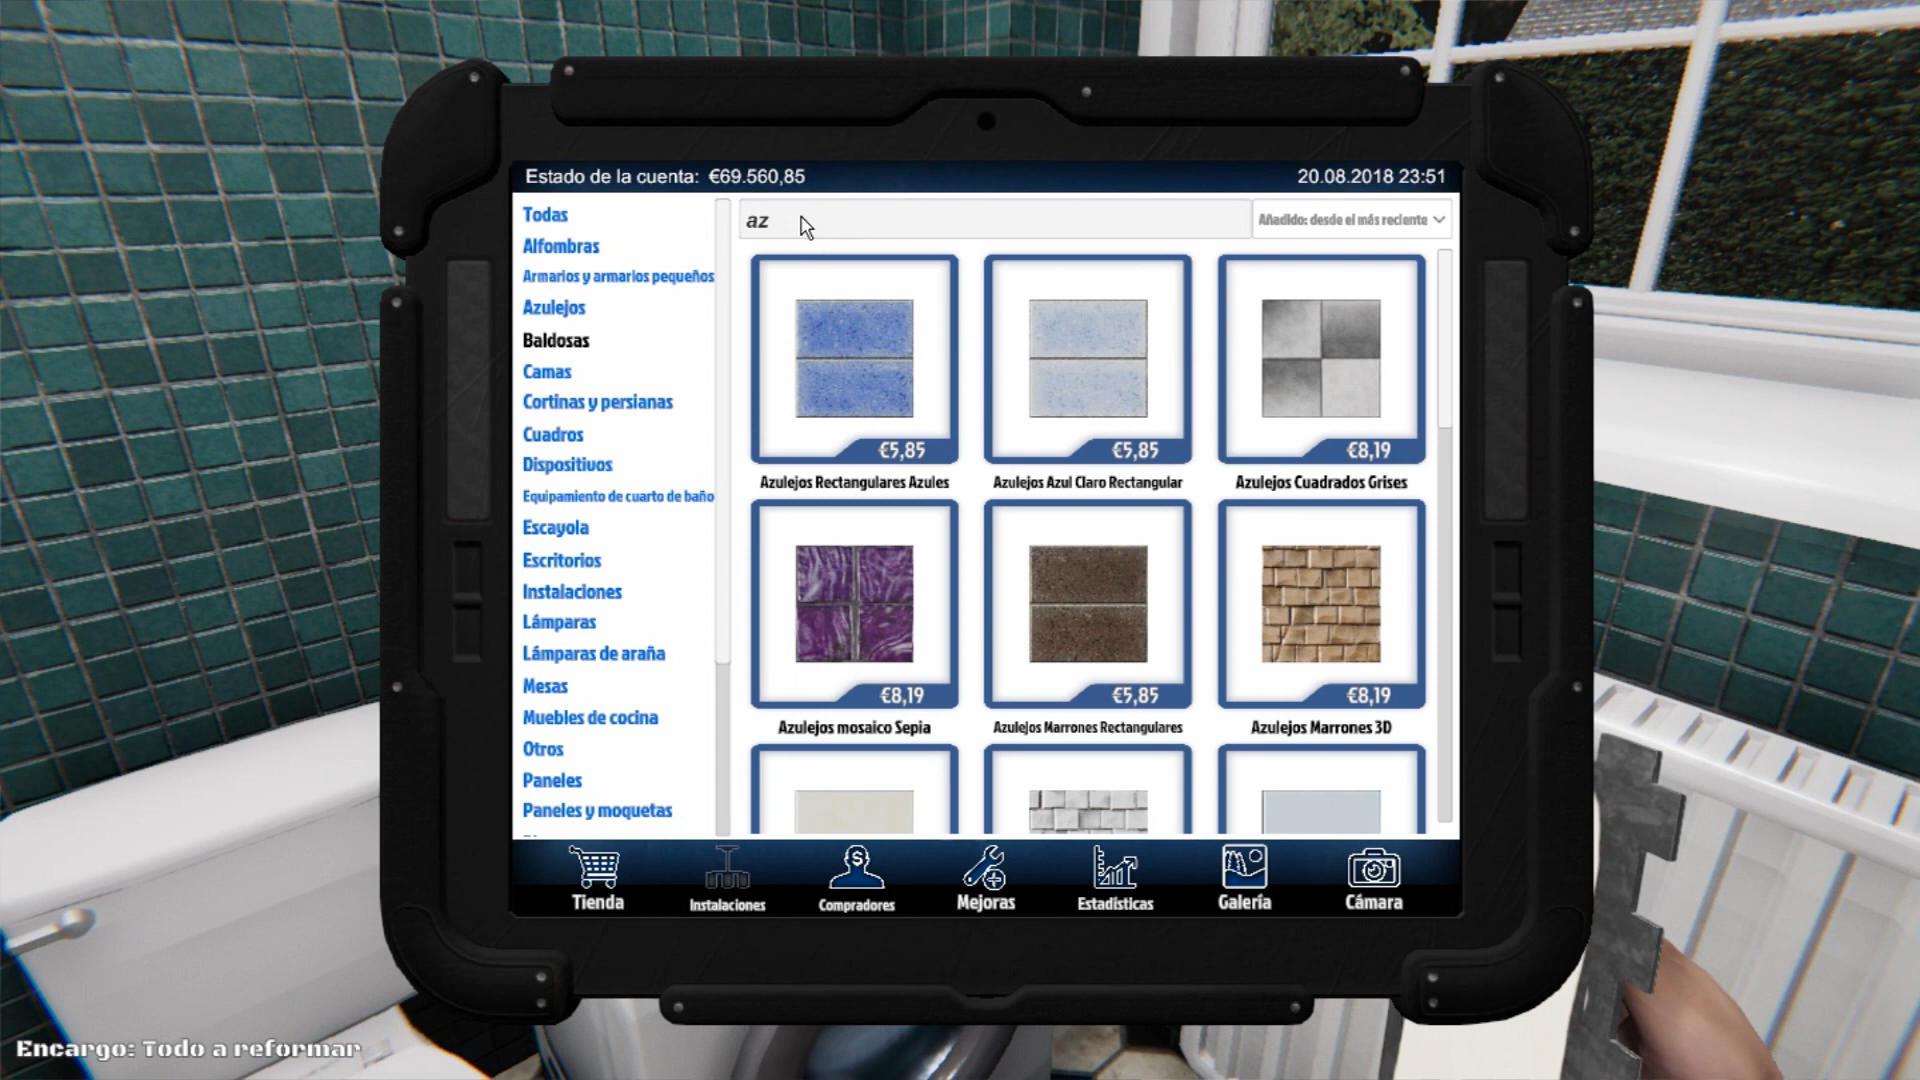 Estado de la cuenta: €69.560,85
20.08.2018 23:51
Todas
Alfombras
Armarios y armarios pequeños
Azulejos
Baldosas
Camas
Cortinas y persianas
Cuadros
Dispositivos
Equipamiento de cuarto de baño
Escayola
Escritorios
Instalaciones
Lámparas
Lámparas de araña
Mesas
Muebles de cocina
Otros
Paneles
Paneles y moquetas
az
Añadido: desde el más reciente
€5,85
€5,85
€8,19
Azulejos Rectangulares Azules
Azulejos Azul Claro Rectangular
Azulejos Cuadrados Grises
€8,19
€5,85
€8,19
Azulejos mosaico Sepia
Azulejos Marrones Rectangulares
Azulejos Marrones 3D
Tienda
Instalaciones
Compradores
Mejoras
Estadísticas
Galería
Cámara
Encargo: Todo a reformar